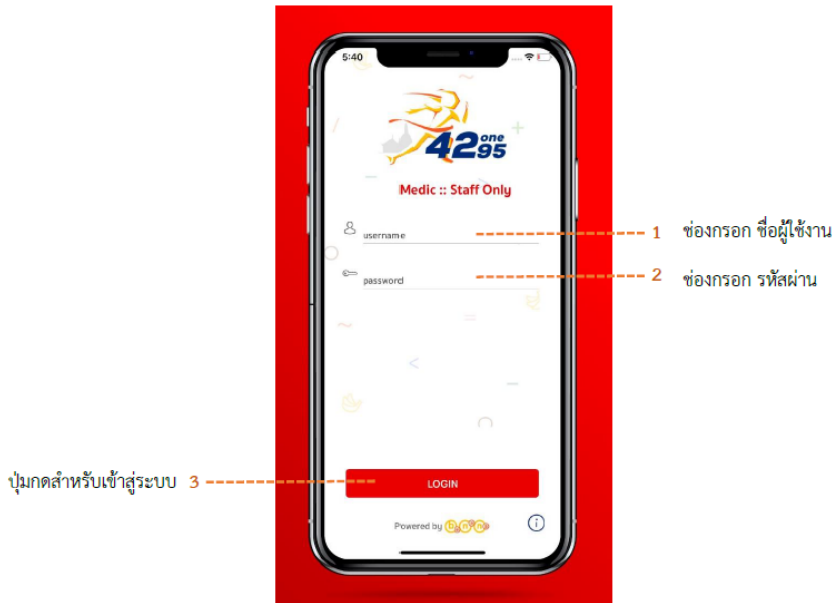 5:40
42 one 95
Medic :: Staff Only
username
1 ช่องกรอก ชื่อผู้ใช้งาน
password
2 ช่องกรอก รหัสผ่าน
ปุ่มกดสำหรับเข้าสู่ระบบ 3
LOGIN
Powered by